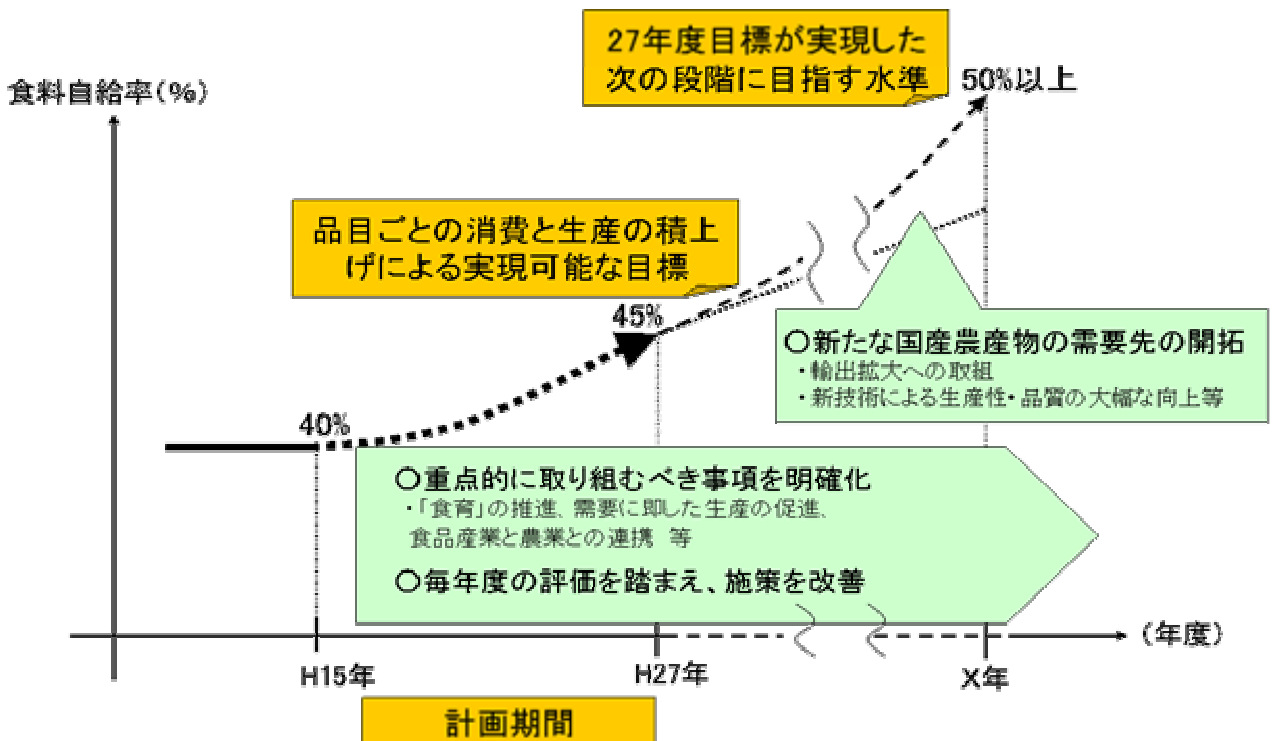 27年度目標が実現した
次の段階に目指す水準
50%以上
食料自給率(%)
品目ごとの消費と生産の積上
げによる実現可能な目標
45%
○新たな国産農産物の需要先の開拓
・輸出拡大への取組
・新技術による生産性・品質の大幅な向上等
40%
○重点的に取り組むべき事項を明確化
・「食育」の推進、需要に即した生産の促進、
食品産業と農業との連携 等
○毎年度の評価を踏まえ、施策を改善
(年度)
H15年
H27年
X年
計画期間